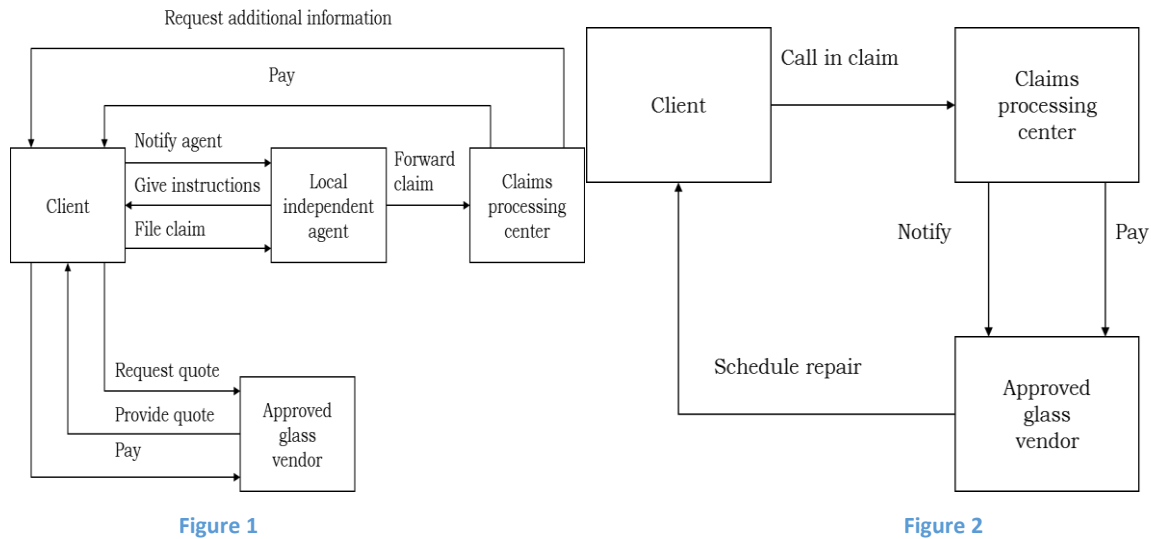 Request additional information
Pay
Notify agent
Give instructions
File claim
Client
Local
independent
agent
Forward
claim
Claims
processing
center
Request quote
Provide quote
Pay
Approved
glass
vendor
Figure 1
Client
Call in claim
Claims
processing
center
Notify
Pay
Schedule repair
Approved
glass
vendor
Figure 2